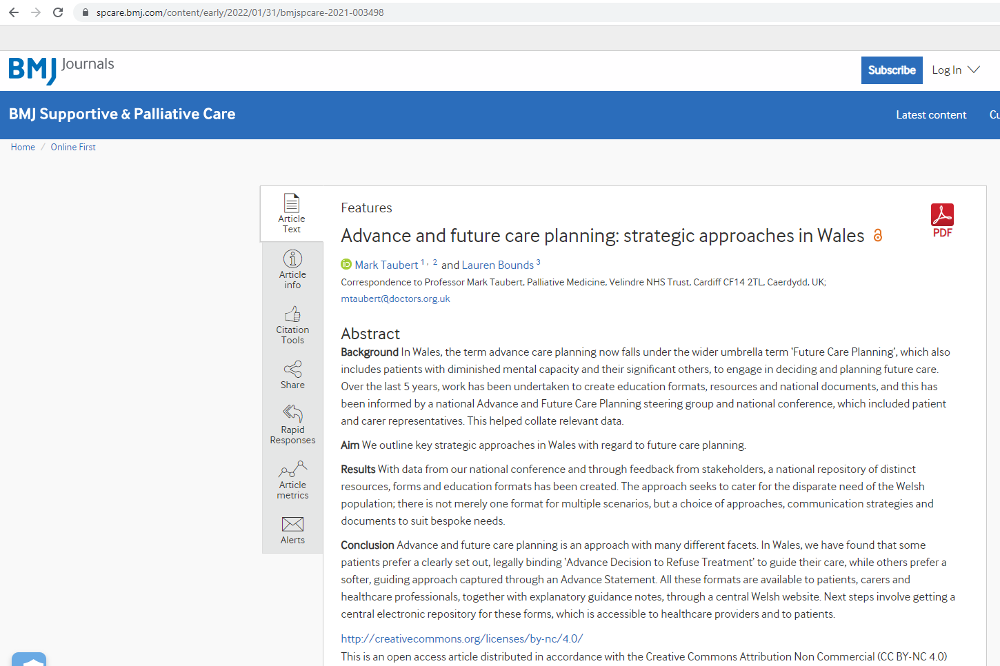 spcare.bmj.com/content/early/2022/01/31/bmjspcare-2021-003498
BMJ Journals
Subscribe
Log In
BMJ Supportive & Palliative Care
Latest content
Cu
Home / Online First
Article
Text
Article
info
Citation
Tools
Share
Rapid
Responses
Article
metrics
Alerts
Features
PDF
Advance and future care planning: strategic approaches in Wales
iD Mark Taubert 1, 2 and Lauren Bounds 3
Correspondence to Professor Mark Taubert, Palliative Medicine, Velindre NHS Trust, Cardiff CF14 2TL, Caerdydd, UK;
mtaubert@doctors.org.uk
Abstract
Background In Wales, the term advance care planning now falls under the wider umbrella term ‘Future Care Planning’, which also
includes patients with diminished mental capacity and their significant others, to engage in deciding and planning future care.
Over the last 5 years, work has been undertaken to create education formats, resources and national documents, and this has
been informed by a national Advance and Future Care Planning steering group and national conference, which included patient
and carer representatives. This helped collate relevant data.
Aim We outline key strategic approaches in Wales with regard to future care planning.
Results With data from our national conference and through feedback from stakeholders, a national repository of distinct
resources, forms and education formats has been created. The approach seeks to cater for the disparate need of the Welsh
population; there is not merely one format for multiple scenarios, but a choice of approaches, communication strategies and
documents to suit bespoke needs.
Conclusion Advance and future care planning is an approach with many different facets. In Wales, we have found that some
patients prefer a clearly set out, legally binding ‘Advance Decision to Refuse Treatment’ to guide their care, while others prefer a
softer, guiding approach captured through an Advance Statement. All these formats are available to patients, carers and
healthcare professionals, together with explanatory guidance notes, through a central Welsh website. Next steps involve getting a
central electronic repository for these forms, which is accessible to healthcare providers and to patients.
http://creativecommons.org/licenses/by-nc/4.0/
This is an open access article distributed in accordance with the Creative Commons Attribution Non Commercial (CC BY-NC 4.0)